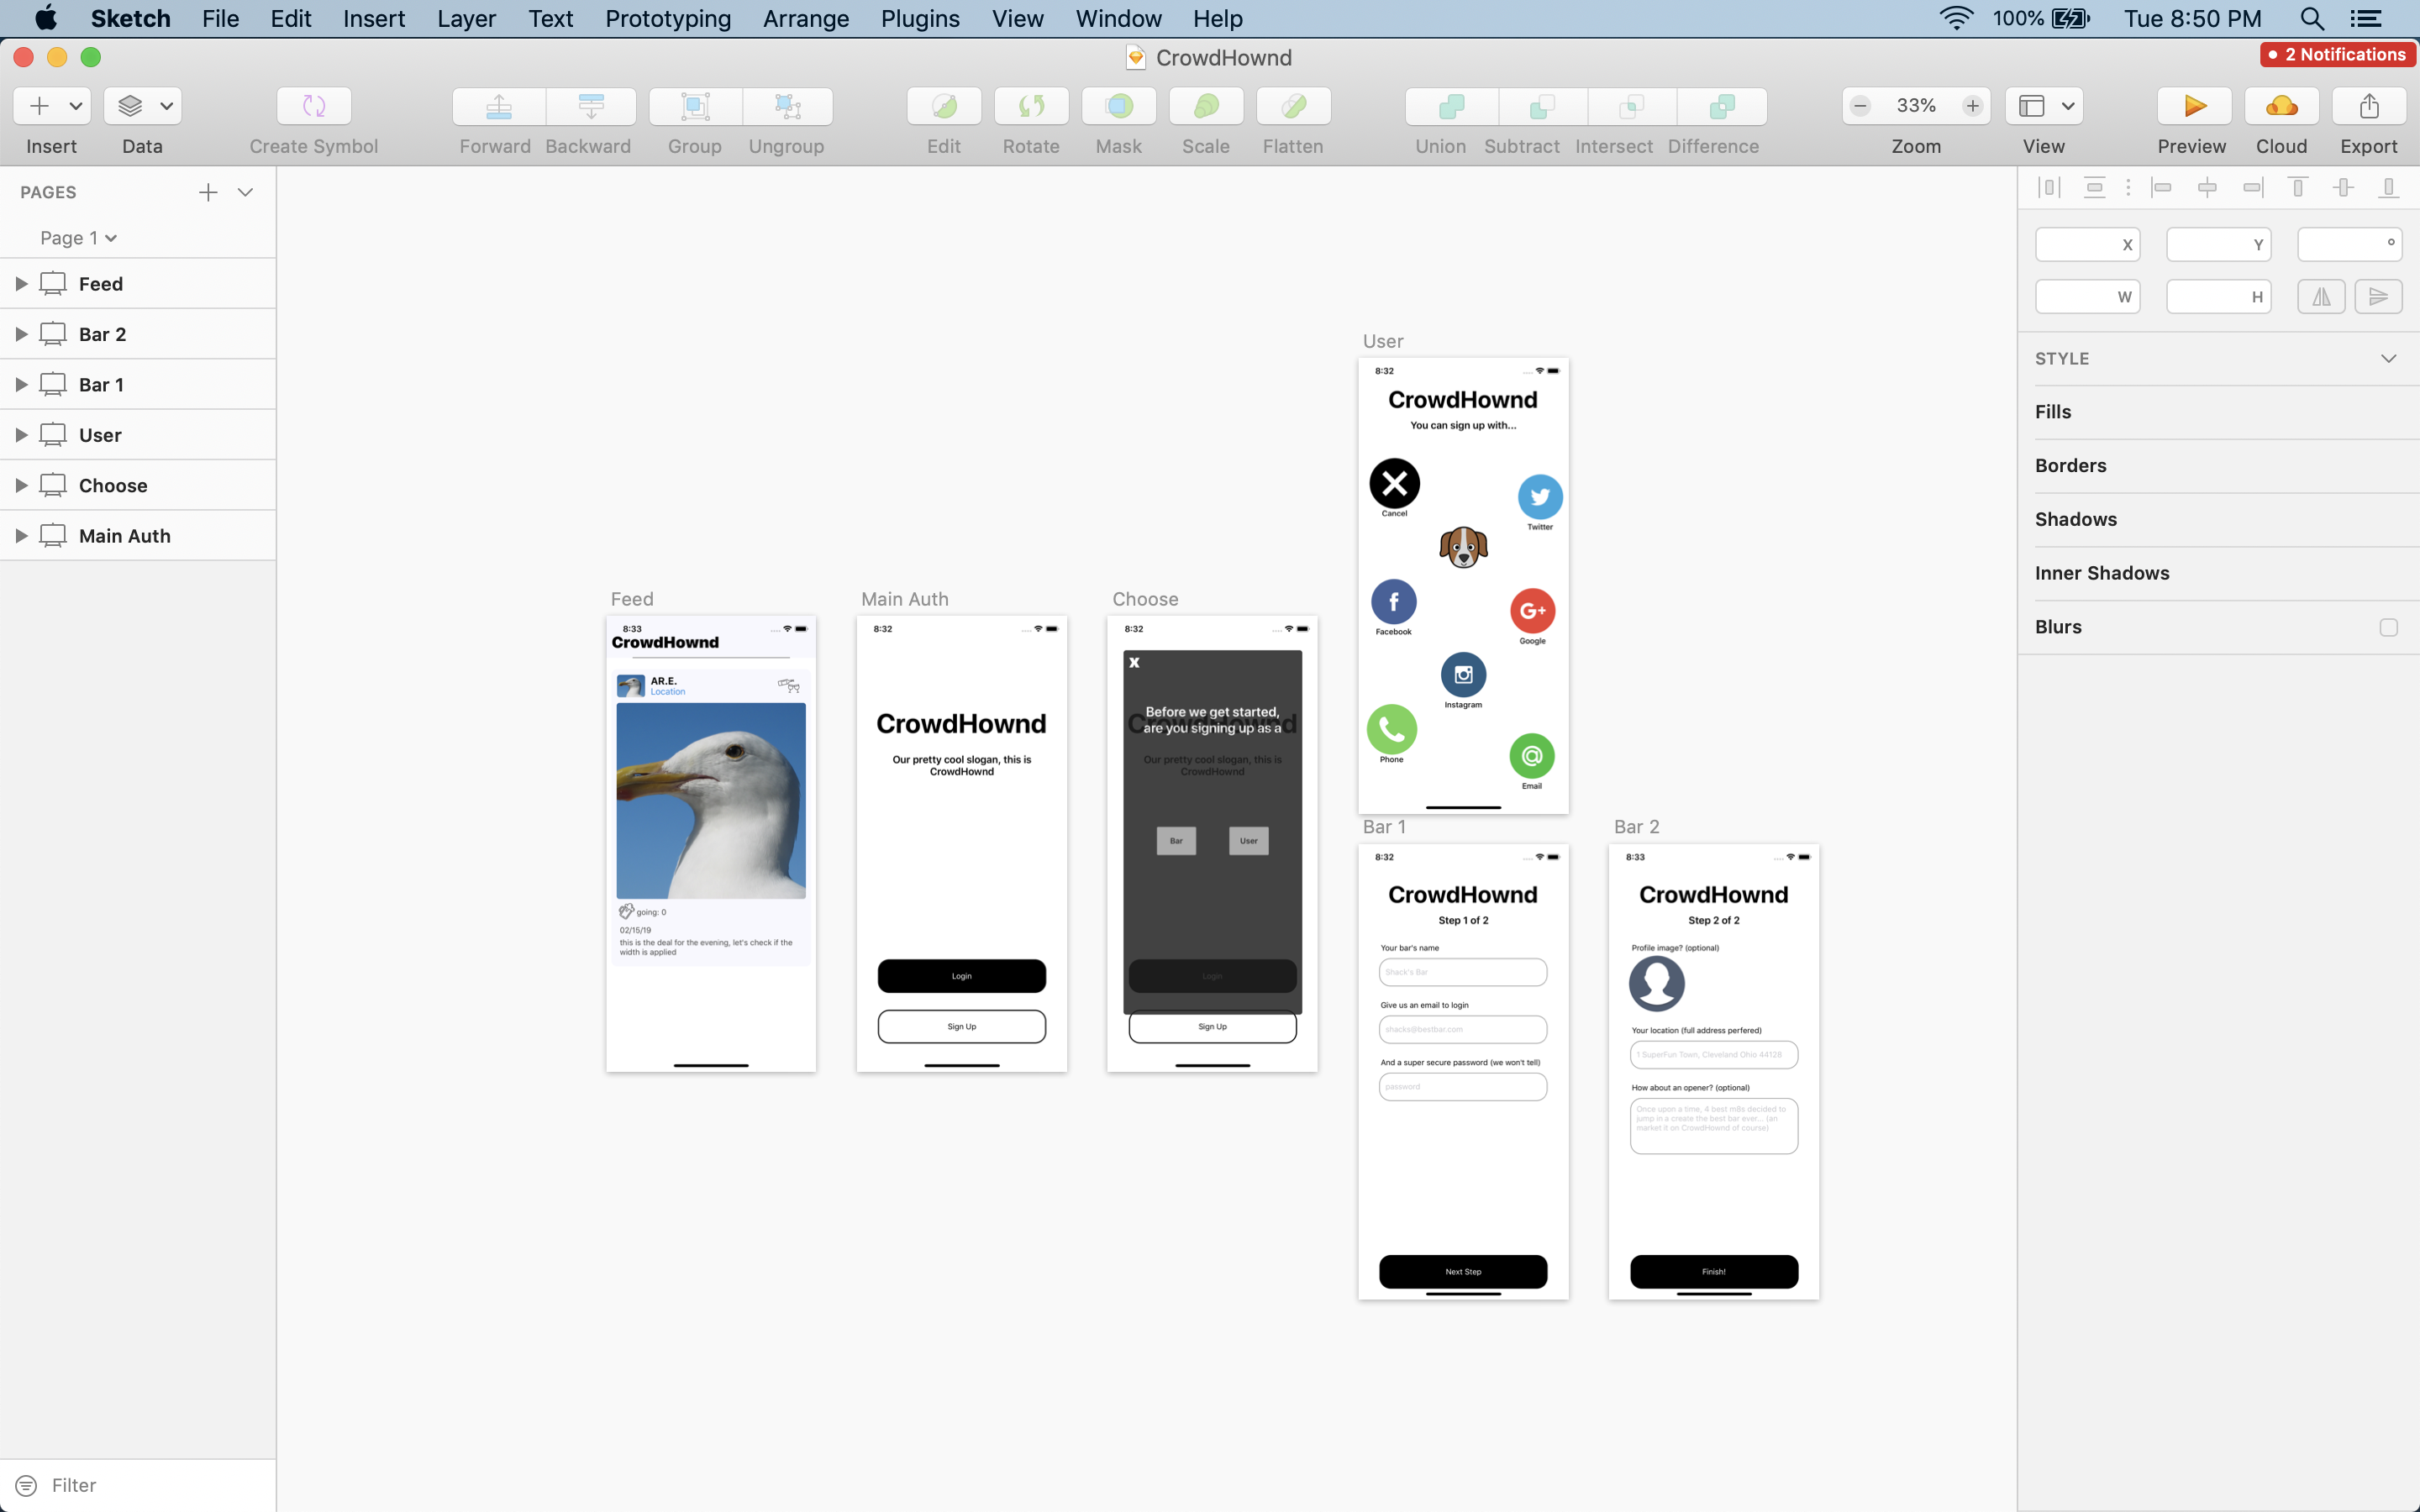 Sketch File Edit Insert Layer Text Prototyping Arrange Plugins View Window Help 100% Tue 8:50 PM
CrowdHownd
2 Notifications
33%
Insert Data Create Symbol Forward Backward Group Ungroup Edit Rotate Mask Scale Flatten Union Subtract Intersect Difference Zoom View Preview Cloud Export
PAGES
Page 1
Feed
Bar 2
Bar 1
User
Choose
Main Auth
Filter
Feed
8:33
CrowdHownd
AR.E.
Location
going: 0
02/15/19
this is the deal for the evening, let's check if the
width is applied
Main Auth
8:32
CrowdHownd
Our pretty cool slogan, this is
CrowdHownd
Login
Sign Up
Choose
8:32
X
CrowdHownd
Before we get started,
are you signing up as a
Our pretty cool slogan, this is
CrowdHownd
Bar
User
Login
Sign Up
User
8:32
CrowdHownd
You can sign up with...
Cancel
Twitter
f
Facebook
G+
Google
Instagram
Phone
@
Email
Bar 1
8:32
CrowdHownd
Step 1 of 2
Your bar's name
Shack's Bar
Give us an email to login
shacks@bestbar.com
And a super secure password (we won't tell)
password
Next Step
Bar 2
8:33
CrowdHownd
Step 2 of 2
Profile image? (optional)
Your location (full address perfered)
1 SuperFun Town, Cleveland Ohio 44128
How about an opener? (optional)
Once upon a time, 4 best m8s decided to
jump in a create the best bar ever... (an
market it on CrowdHownd of course)
Finish!
X
Y
°
W
H
STYLE
Fills
Borders
Shadows
Inner Shadows
Blurs